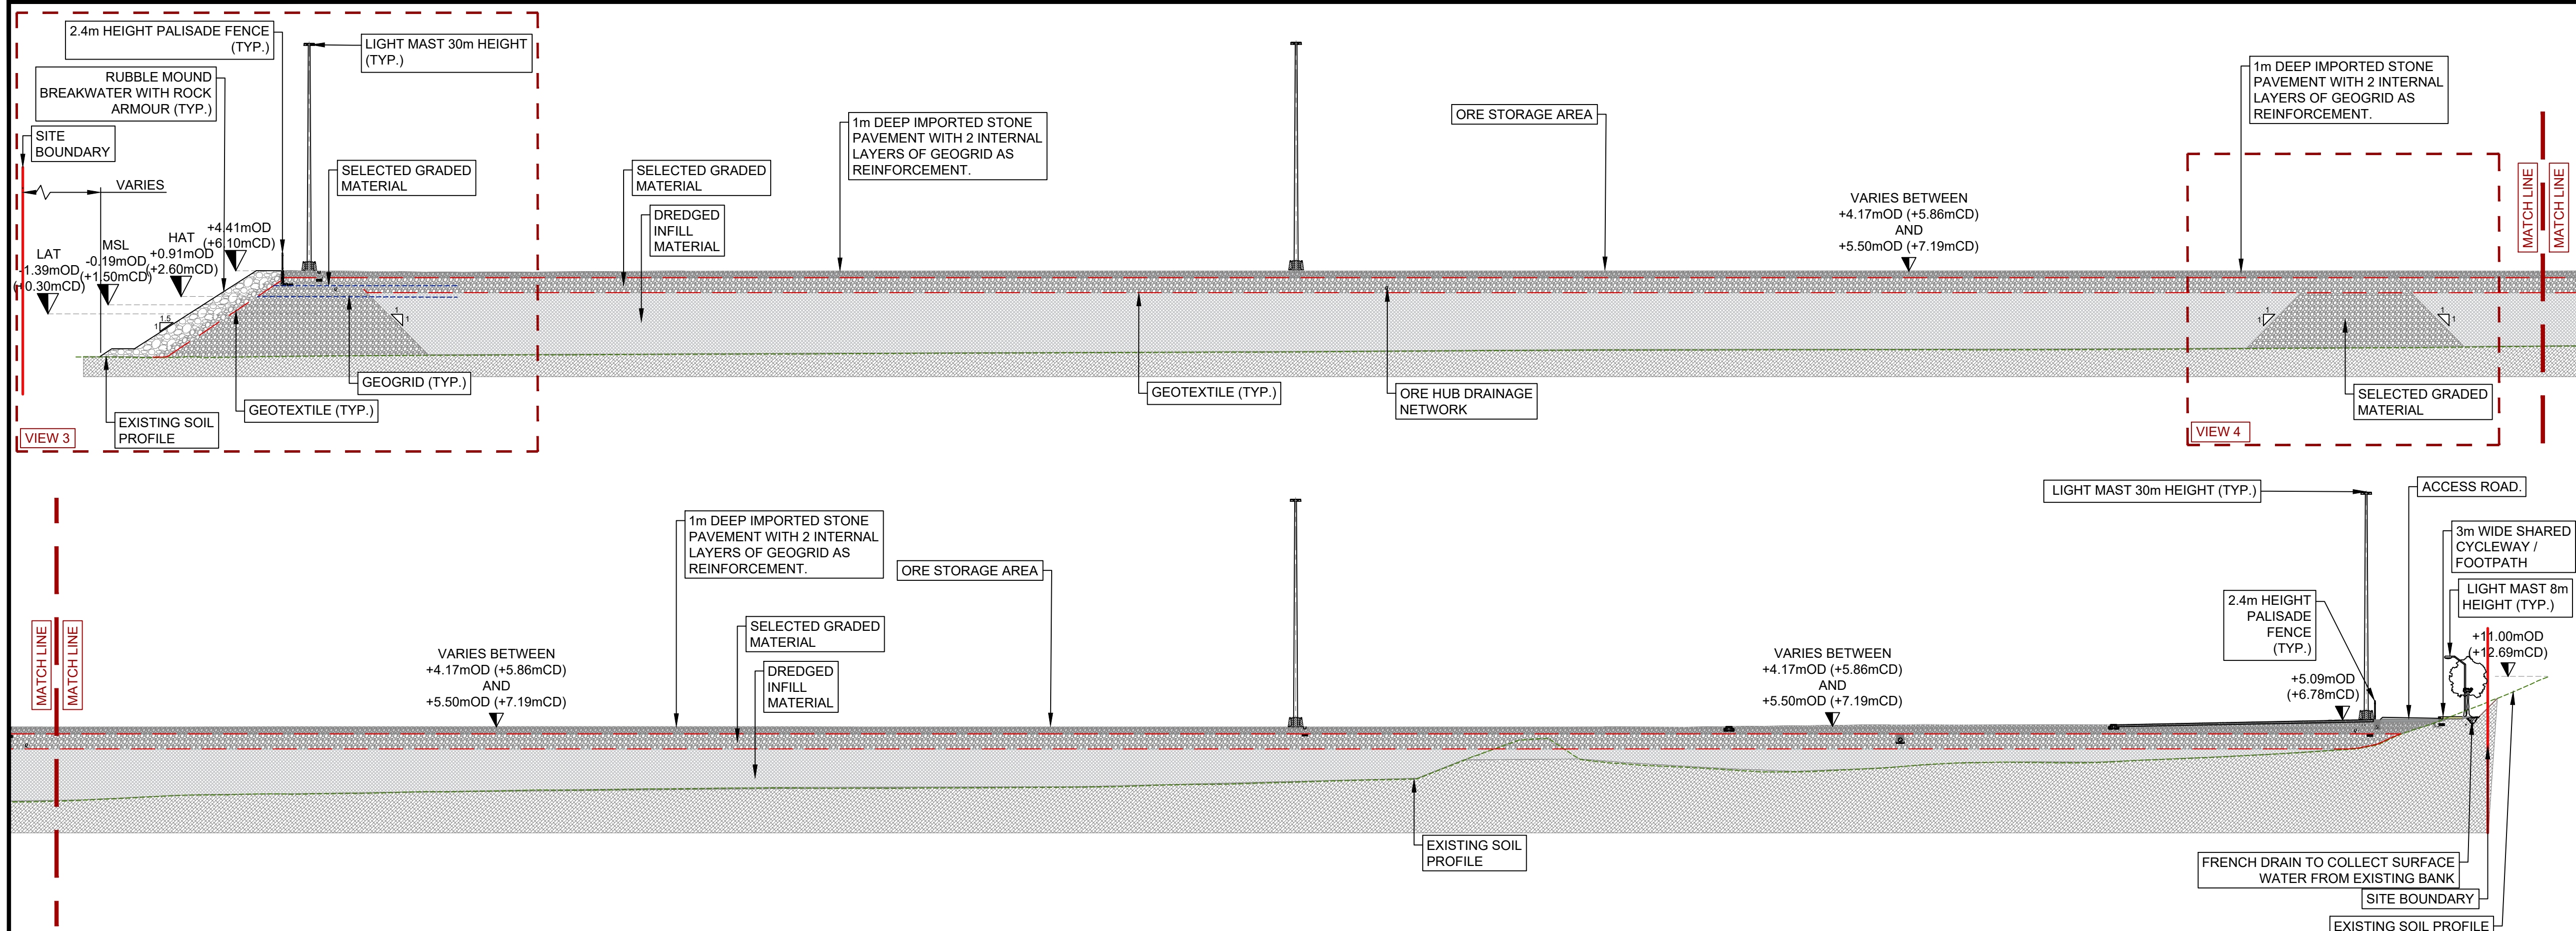 2.4m HEIGHT PALISADE FENCE
(TYP.)
LIGHT MAST 30m HEIGHT
(TYP.)
RUBBLE MOUND
BREAKWATER WITH ROCK
ARMOUR (TYP.)
SITE
BOUNDARY
VARIES
SELECTED GRADED
MATERIAL
SELECTED GRADED
MATERIAL
1m DEEP IMPORTED STONE
PAVEMENT WITH 2 INTERNAL
LAYERS OF GEOGRID AS
REINFORCEMENT.
ORE STORAGE AREA
1m DEEP IMPORTED STONE
PAVEMENT WITH 2 INTERNAL
LAYERS OF GEOGRID AS
REINFORCEMENT.
MATCH LINE
MATCH LINE
DREDGED
INFILL
MATERIAL
VARIES BETWEEN
+4.17mOD (+5.86mCD)
AND
+5.50mOD (+7.19mCD)
+4.41mOD
(+6.10mCD)
HAT
+0.91mOD
(+2.60mCD)
MSL
-0.19mOD
(+1.50mCD)
LAT
-1.39mOD
(+0.30mCD)
1.5
1
1
1
1
1
1
1
GEOGRID (TYP.)
GEOTEXTILE (TYP.)
EXISTING SOIL
PROFILE
VIEW 3
GEOTEXTILE (TYP.)
ORE HUB DRAINAGE
NETWORK
SELECTED GRADED
MATERIAL
VIEW 4
MATCH LINE
MATCH LINE
VARIES BETWEEN
+4.17mOD (+5.86mCD)
AND
+5.50mOD (+7.19mCD)
1m DEEP IMPORTED STONE
PAVEMENT WITH 2 INTERNAL
LAYERS OF GEOGRID AS
REINFORCEMENT.
ORE STORAGE AREA
SELECTED GRADED
MATERIAL
DREDGED
INFILL
MATERIAL
EXISTING SOIL
PROFILE
VARIES BETWEEN
+4.17mOD (+5.86mCD)
AND
+5.50mOD (+7.19mCD)
LIGHT MAST 30m HEIGHT (TYP.)
ACCESS ROAD.
3m WIDE SHARED
CYCLEWAY /
FOOTPATH
LIGHT MAST 8m
HEIGHT (TYP.)
2.4m HEIGHT
PALISADE
FENCE
(TYP.)
+11.00mOD
(+12.69mCD)
+5.09mOD
(+6.78mCD)
FRENCH DRAIN TO COLLECT SURFACE
WATER FROM EXISTING BANK
SITE BOUNDARY
EXISTING SOIL PROFILE